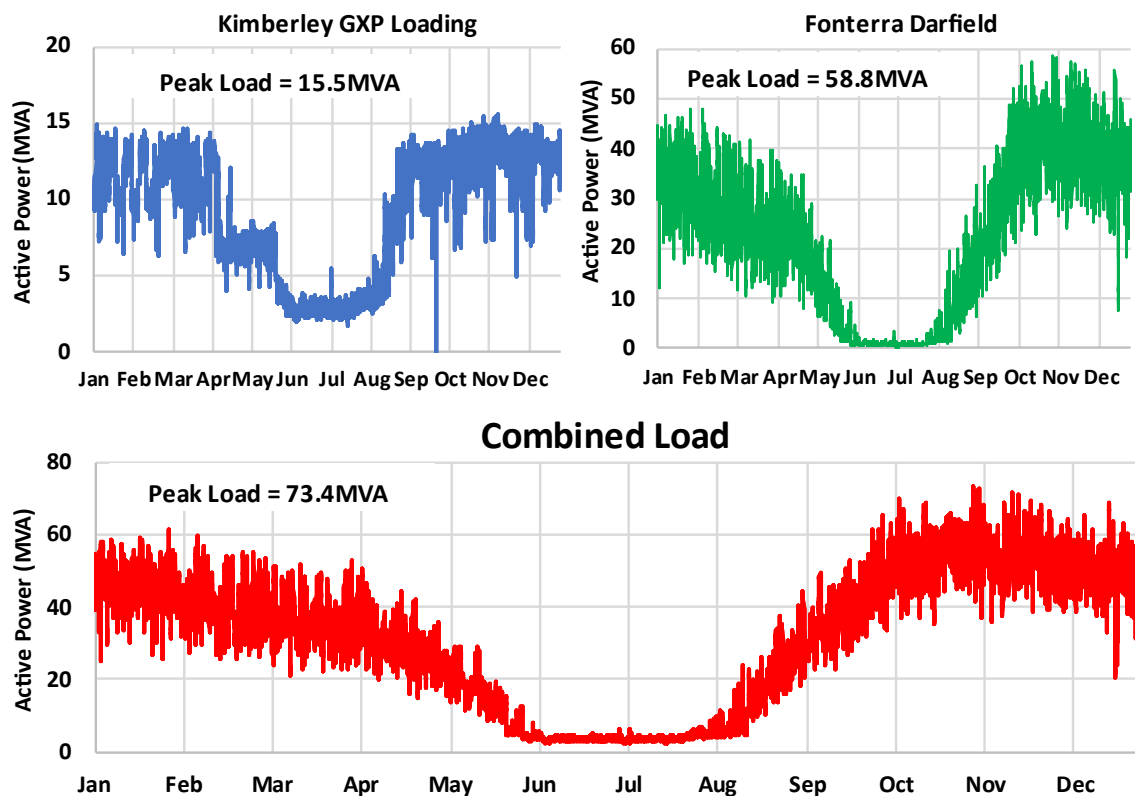 Kimberley GXP Loading
Peak Load = 15.5MVA
Active Power (MVA)
20
15
10
5
0
Jan Feb Mar Apr May Jun Jul Aug Sep Oct Nov Dec
Fonterra Darfield
Peak Load = 58.8MVA
Active Power (MVA)
60
50
40
30
20
10
0
Jan Feb Mar Apr May Jun Jul Aug Sep Oct Nov Dec
Combined Load
Peak Load = 73.4MVA
Active Power (MVA)
80
60
40
20
0
Jan Feb Mar Apr May Jun Jul Aug Sep Oct Nov Dec